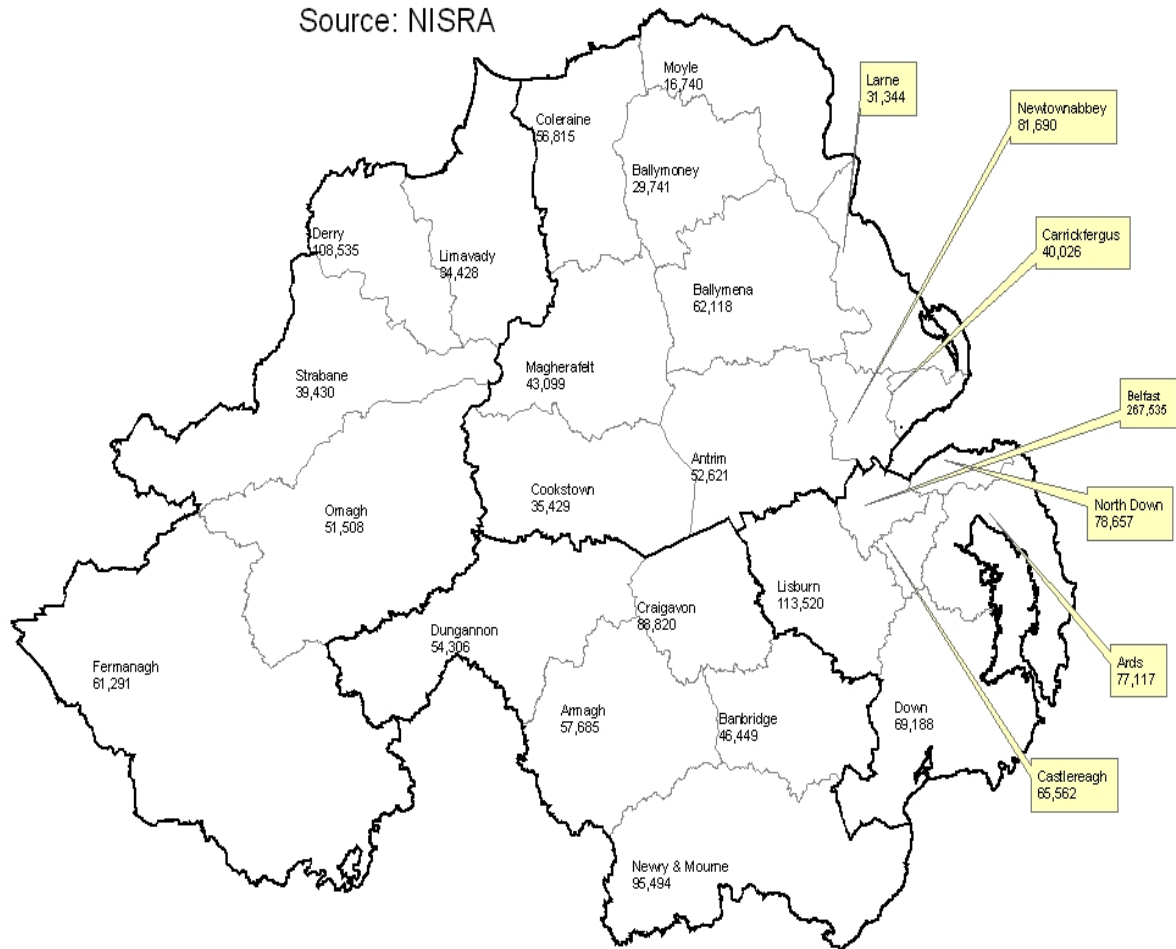 Source: NISRA
Moyle
16,740
Larne
31,344
Newtownabbey
81,690
Coleraine
56,815
Ballymoney
29,741
Derry
108,535
Limavady
34,428
Carrickfergus
40,026
Ballymena
62,118
Strabane
39,430
Magherafelt
43,099
Belfast
267,535
Antrim
52,621
Cookstown
35,429
Omagh
51,508
North Down
78,657
Lisburn
113,520
Craigavon
88,820
Dungannon
54,306
Fermanagh
61,291
Ards
77,117
Armagh
57,685
Banbridge
46,449
Down
69,188
Castlereagh
65,562
Newry & Mourne
95,494